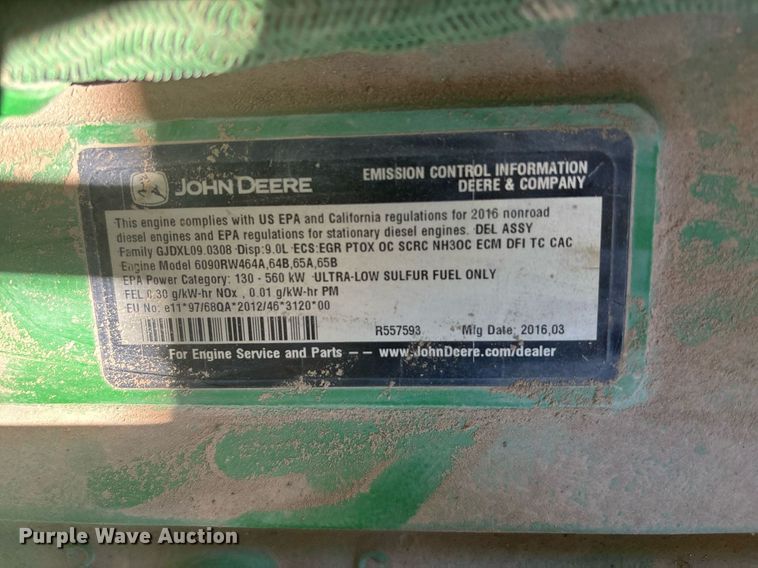 JOHN DEERE
EMISSION CONTROL INFORMATION
DEERE & COMPANY
This engine complies with US EPA and California regulations for 2016 nonroad
diesel engines and EPA regulations for stationary diesel engines. DEL ASSY
Family GJDXL09.0308 Disp:9.0L ECS:EGR PTOX OC SCRC NH3OC ECM DFI TC CAC
Engine Model 6090RW464A,64B,65A,65B
EPA Power Category: 130 - 560 kW ULTRA-LOW SULFUR FUEL ONLY
FEL 0.30 g/kW-hr NOx , 0.01 g/kW-hr PM
EU No. e11*97/68QA*2012/46*3120*00
R557593 Mfg Date: 2016,03
For Engine Service and Parts — — www.JohnDeere.com/dealer
Purple Wave Auction®